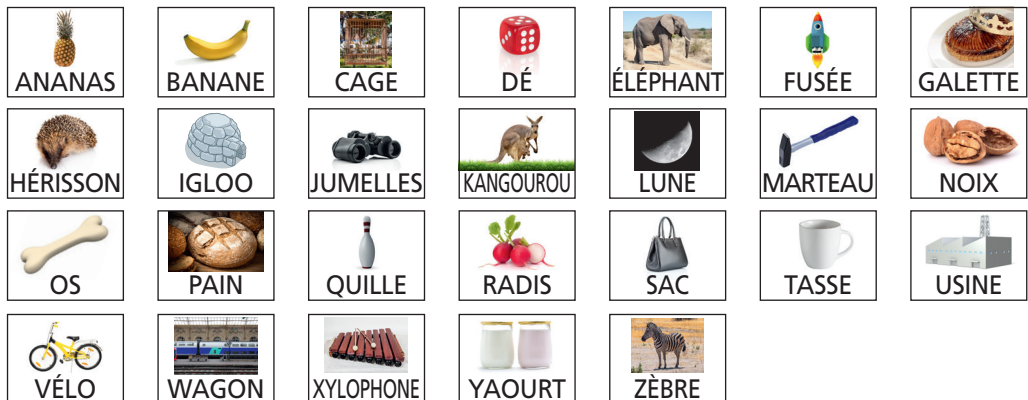 ANANAS
BANANE
CAGE
DÉ
ÉLÉPHANT
FUSÉE
GALETTE
HÉRISSON
IGLOO
JUMELLES
KANGOUROU
LUNE
MARTEAU
NOIX
OS
PAIN
QUILLE
RADIS
SAC
TASSE
USINE
VÉLO
WAGON
XYLOPHONE
YAOURT
ZÈBRE